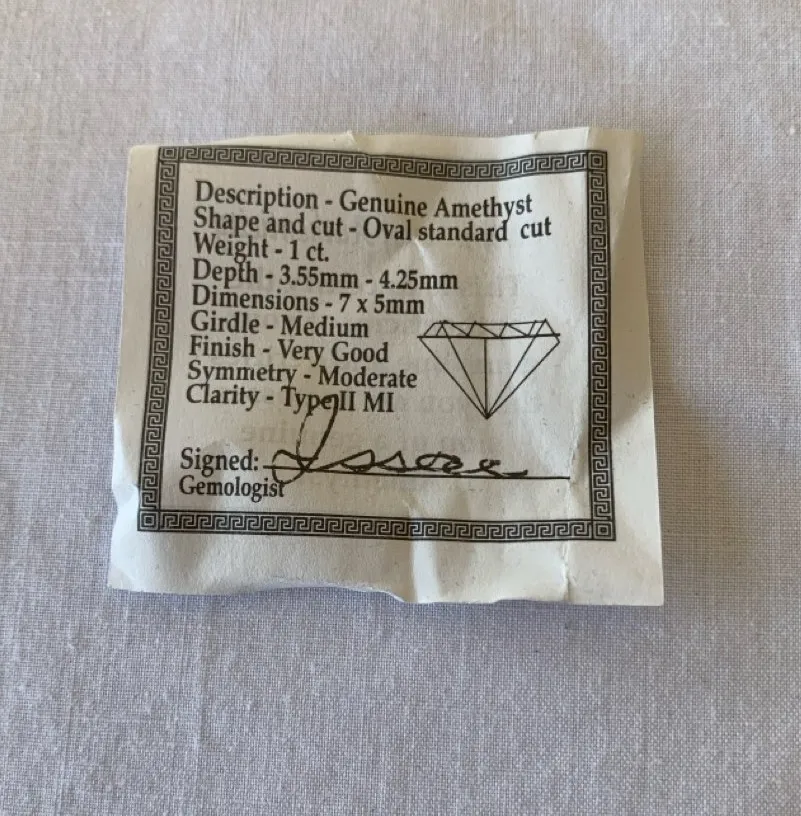 Description - Genuine Amethyst
Shape and cut - Oval standard cut
Weight - 1 ct.
Depth - 3.55mm - 4.25mm
Dimensions - 7 x 5mm
Girdle - Medium
Finish - Very Good
Symmetry - Moderate
Clarity - Type II MI
Signed:
Gemologist